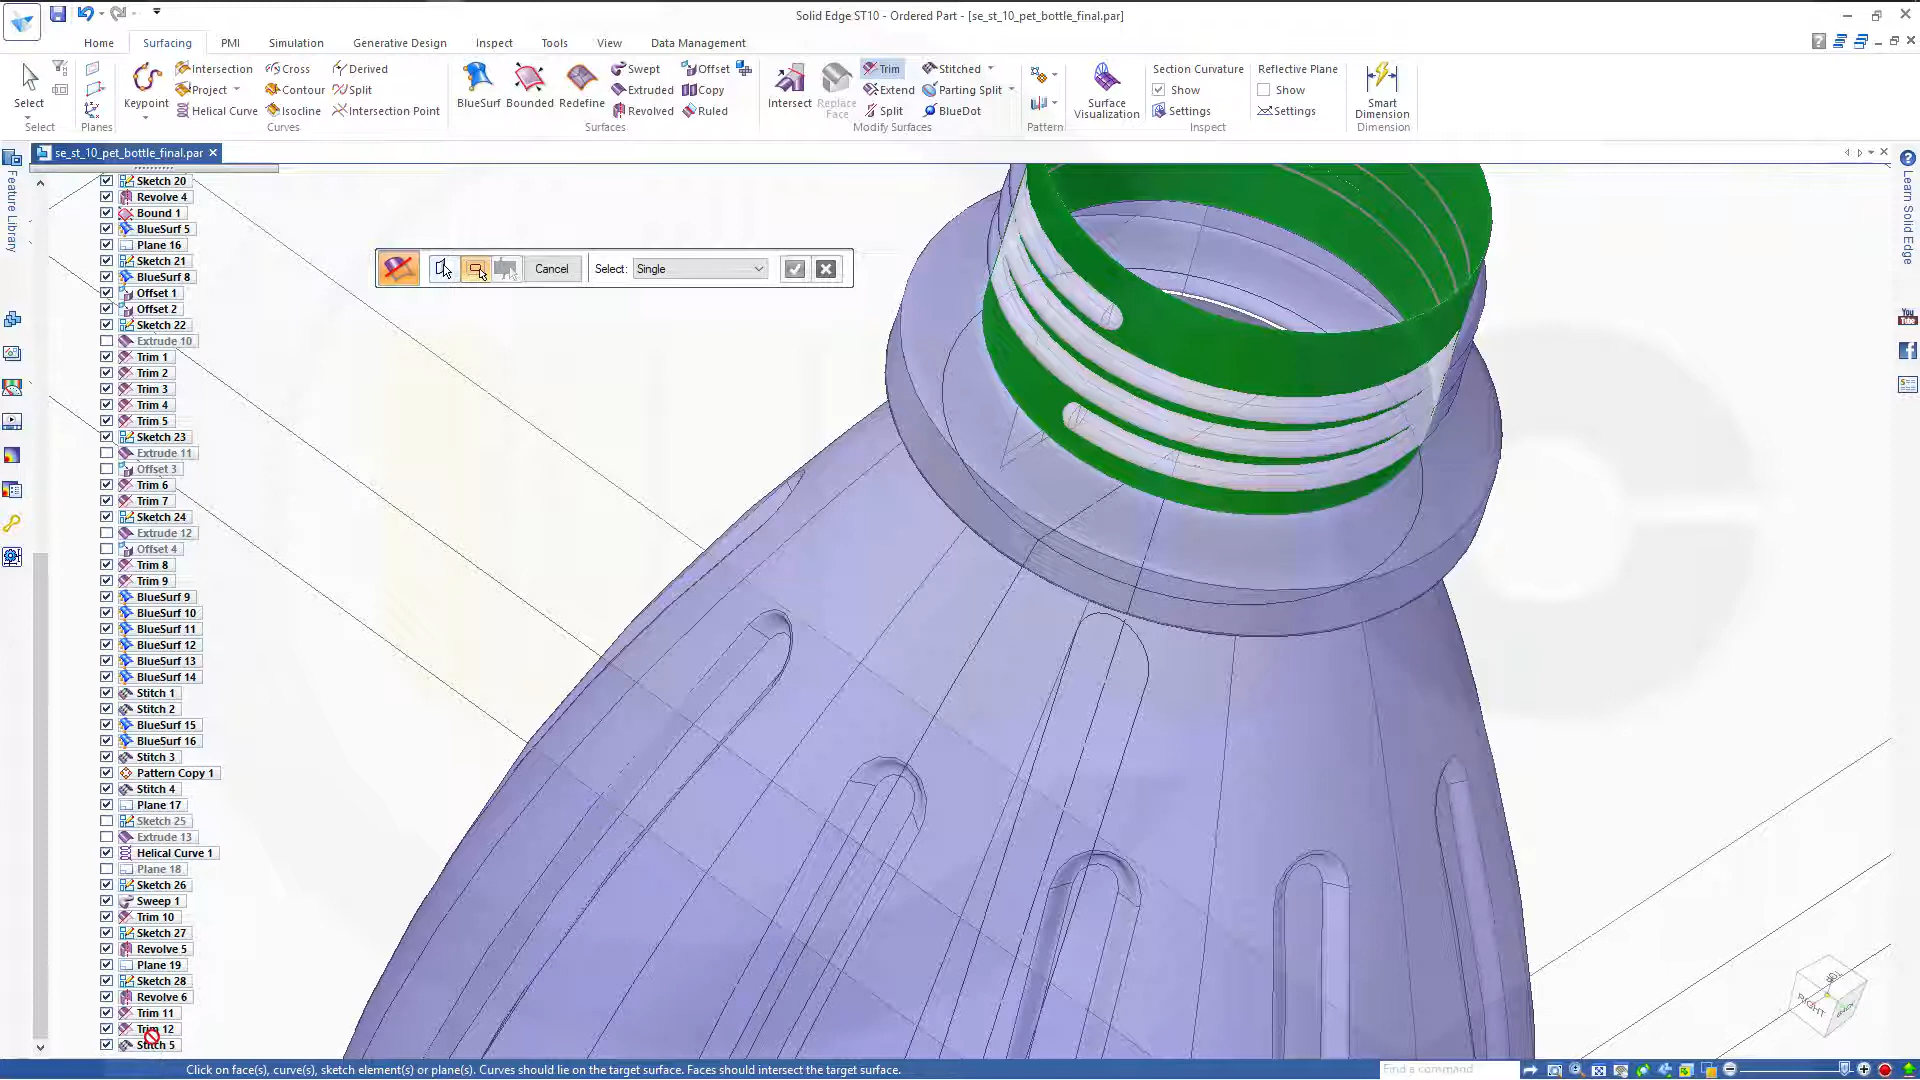 Solid Edge ST10 - Ordered Part - [se_st_10_pet_bottle_final.par]
Home Surfacing PMI Simulation Generative Design Inspect Tools View Data Management
Select
Select
Planes
Keypoint
Intersection
Project
Helical Curve
Cross
Contour
Isocline
Derived
Split
Intersection Point
Curves
BlueSurf
Bounded
Redefine
Swept
Extruded
Revolved
Offset
Copy
Ruled
Surfaces
Intersect
Replace
Face
Trim
Extend
Split
Stitched
Parting Split
BlueDot
Modify Surfaces
Pattern
Surface
Visualization
Section Curvature
Show
Settings
Inspect
Reflective Plane
Show
Settings
Smart
Dimension
Dimension
se_st_10_pet_bottle_final.par
Feature Library
Learn Solid Edge
You
Tube
Cancel
Select:
Single
Sketch 20
Revolve 4
Bound 1
BlueSurf 5
Plane 16
Sketch 21
BlueSurf 8
Offset 1
Offset 2
Sketch 22
Extrude 10
Trim 1
Trim 2
Trim 3
Trim 4
Trim 5
Sketch 23
Extrude 11
Offset 3
Trim 6
Trim 7
Sketch 24
Extrude 12
Offset 4
Trim 8
Trim 9
BlueSurf 9
BlueSurf 10
BlueSurf 11
BlueSurf 12
BlueSurf 13
BlueSurf 14
Stitch 1
Stitch 2
BlueSurf 15
BlueSurf 16
Stitch 3
Pattern Copy 1
Stitch 4
Plane 17
Sketch 25
Extrude 13
Helical Curve 1
Plane 18
Sketch 26
Sweep 1
Trim 10
Sketch 27
Revolve 5
Plane 19
Sketch 28
Revolve 6
Trim 11
Trim 12
Stitch 5
RIGHT
Click on face(s), curve(s), sketch element(s) or plane(s). Curves should lie on the target surface. Faces should intersect the target surface.
Find a command